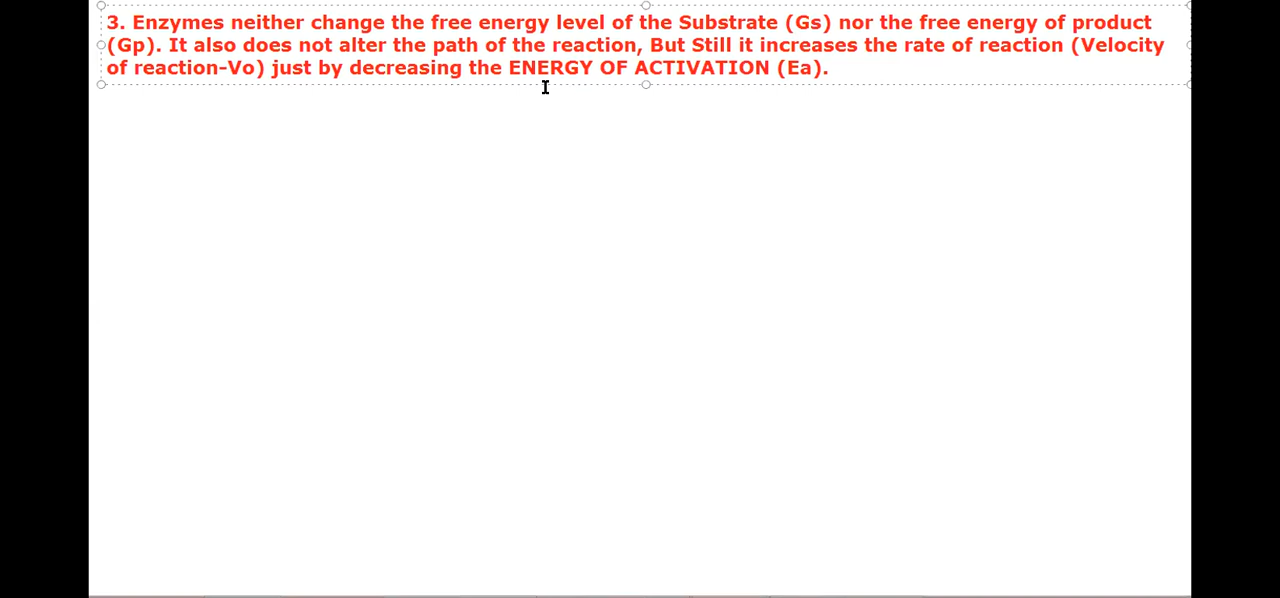 3. Enzymes neither change the free energy level of the Substrate (Gs) nor the free energy of product
(Gp). It also does not alter the path of the reaction, But Still it increases the rate of reaction (Velocity
of reaction-Vo) just by decreasing the ENERGY OF ACTIVATION (Ea).